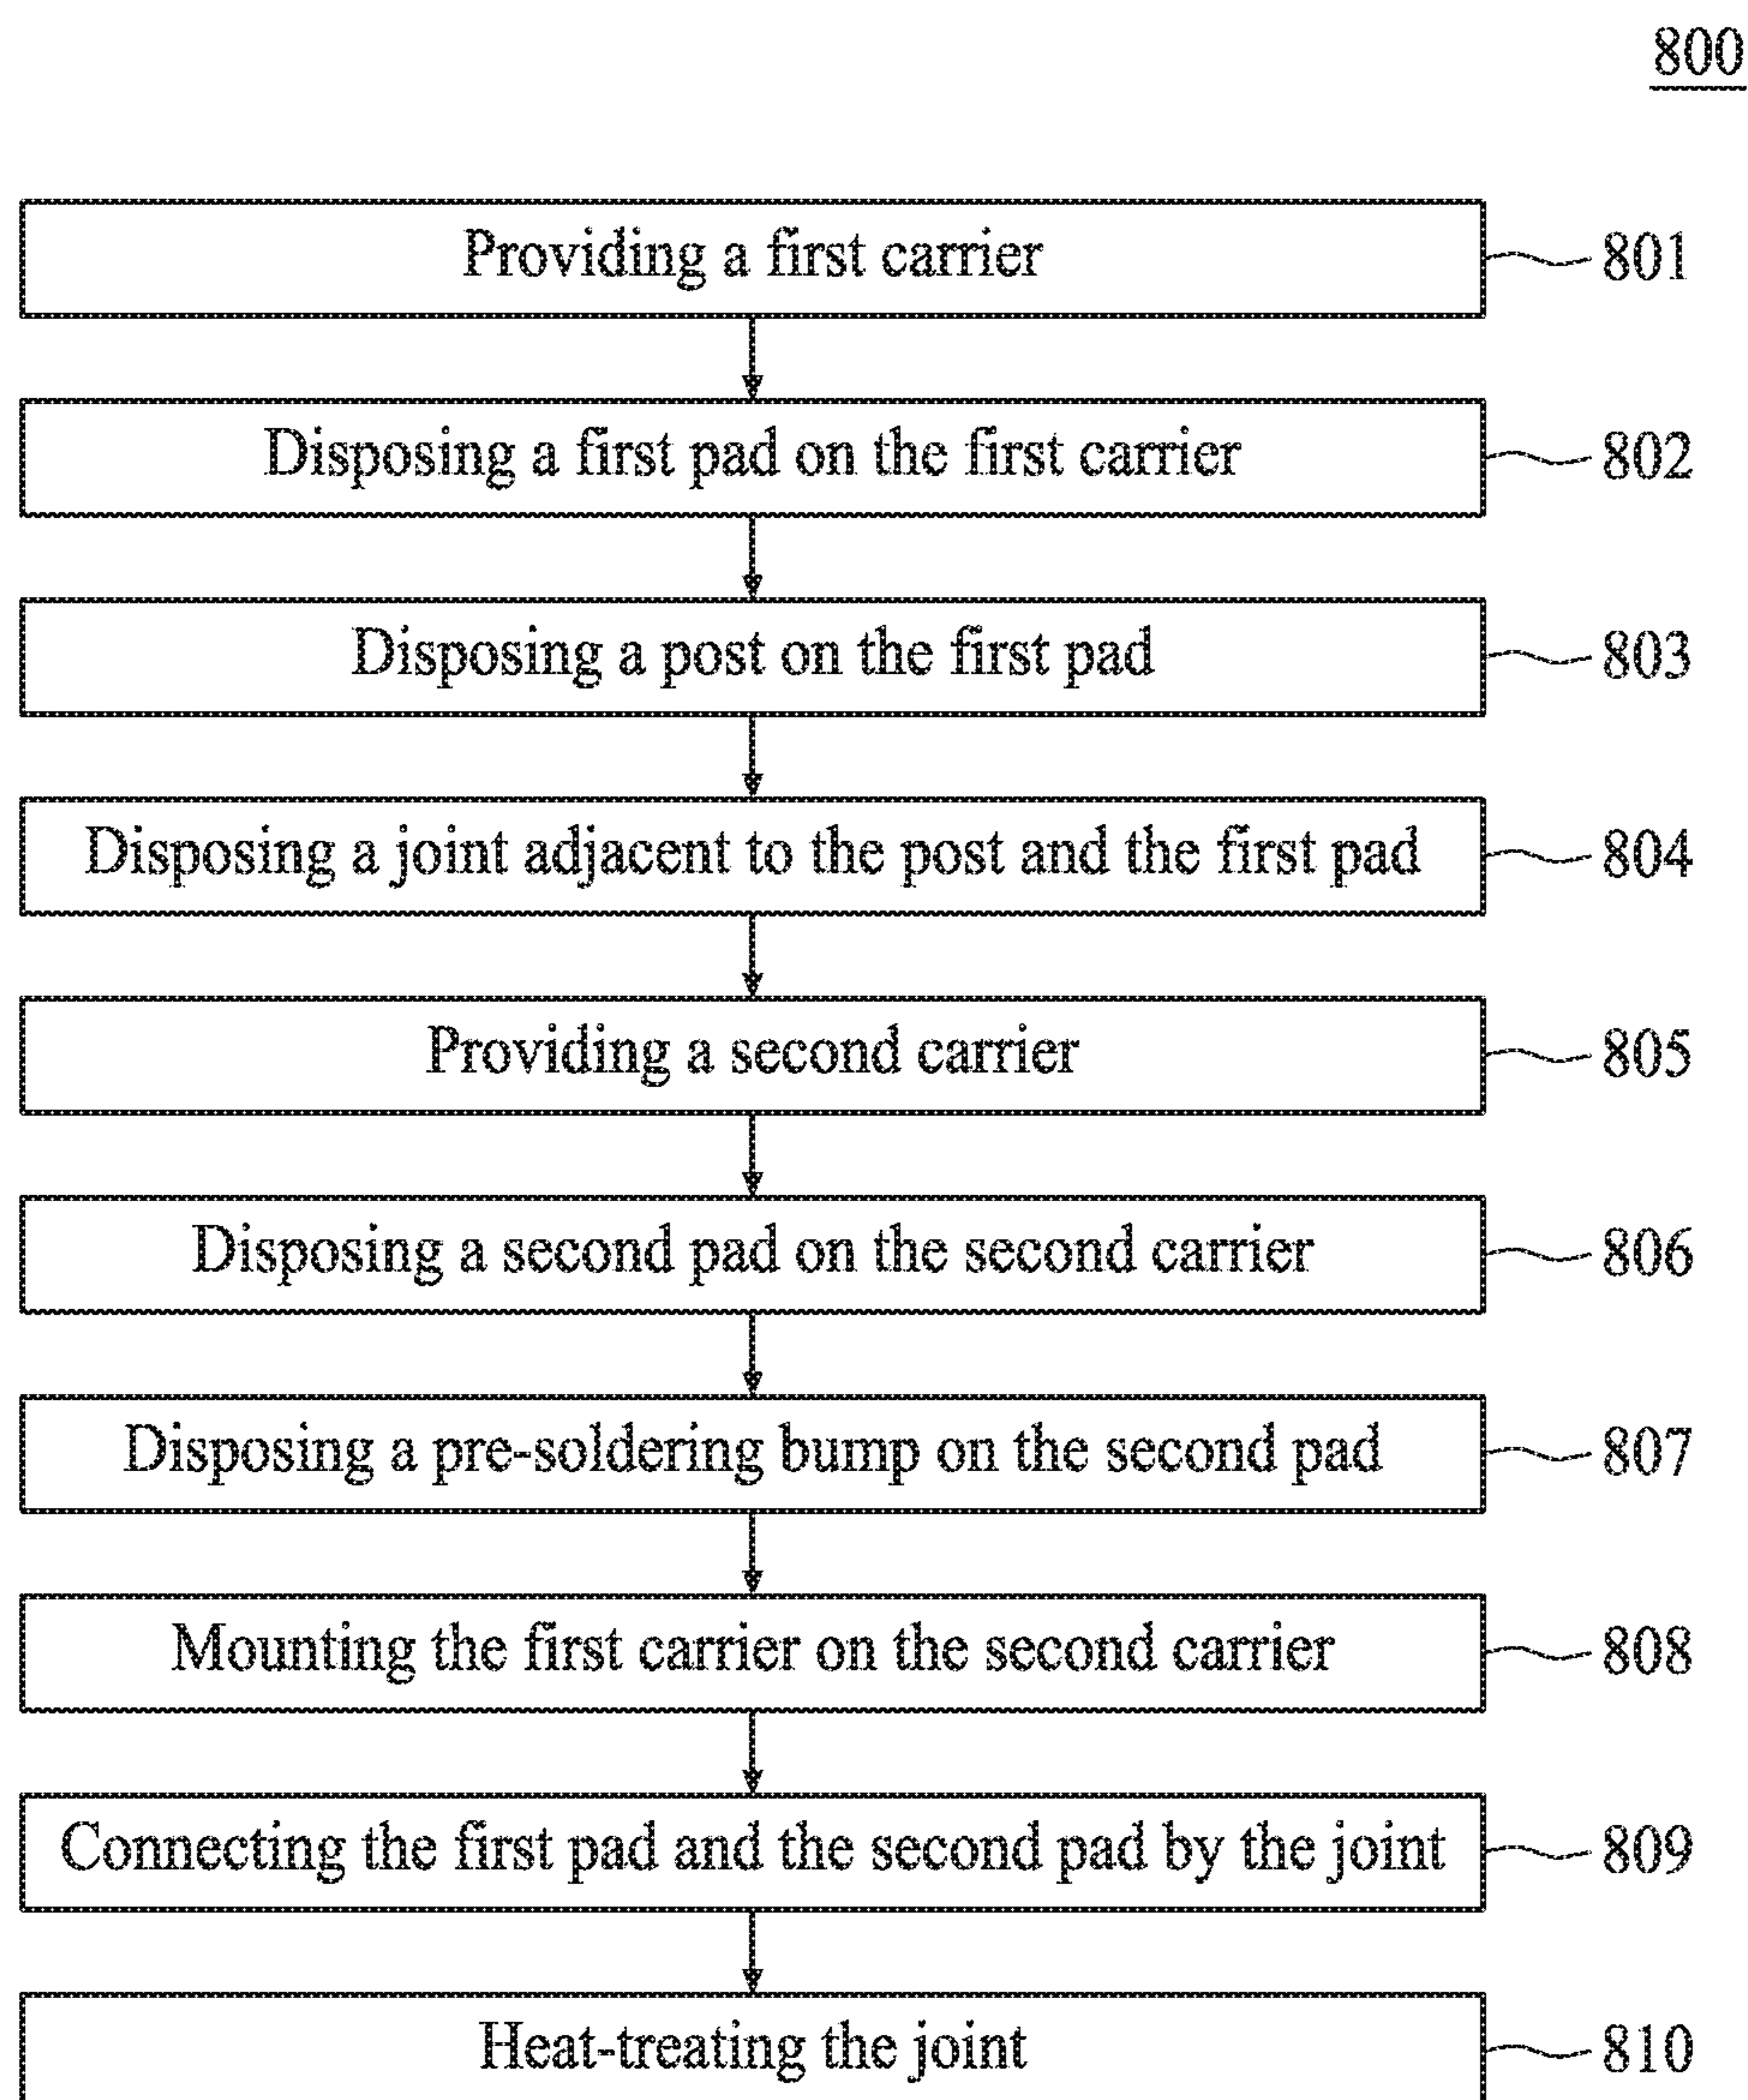 800
Providing a first carrier 801
Disposing a first pad on the first carrier 802
Disposing a post on the first pad 803
Disposing a joint adjacent to the post and the first pad 804
Providing a second carrier 805
Disposing a second pad on the second carrier 806
Disposing a pre-soldering bump on the second pad 807
Mounting the first carrier on the second carrier 808
Connecting the first pad and the second pad by the joint 809
Heat-treating the joint 810